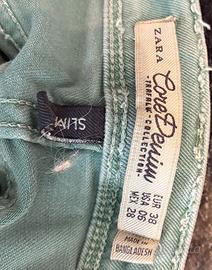 ZARA
Core Denim
-TRAFALUC-
-COLLECTION-
EUR 38
USA 06
MEX 28
MADE IN
BANGLADESH
SLIM